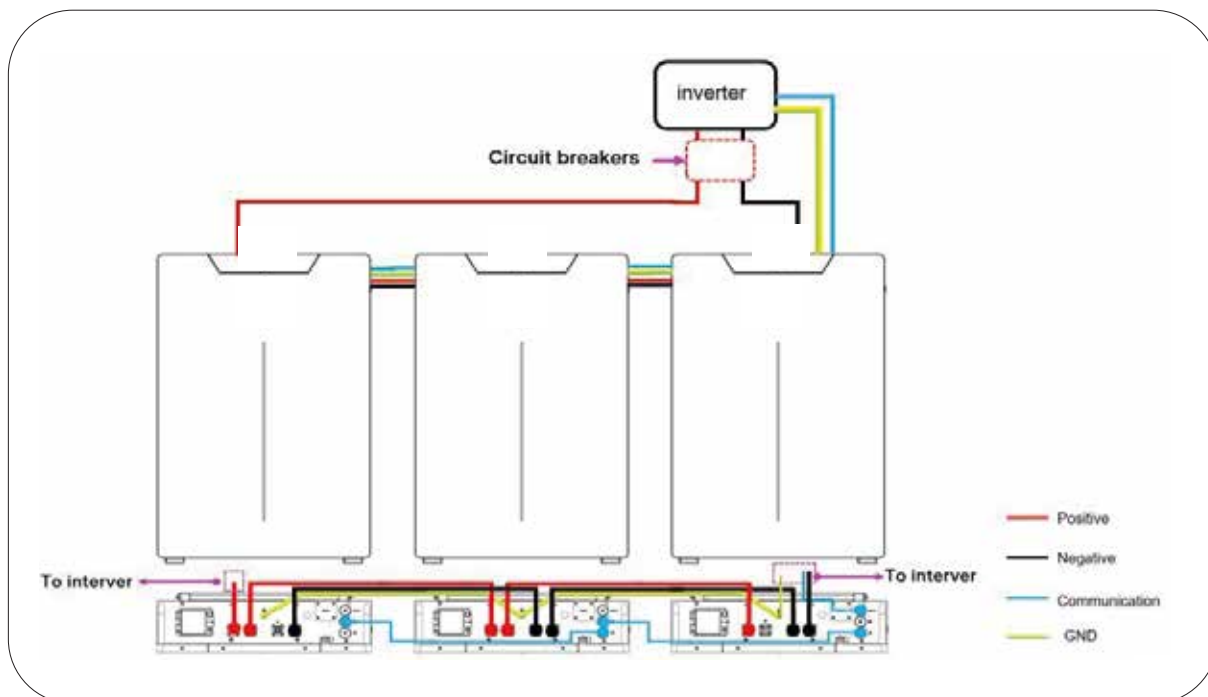 inverter
Circuit breakers
Positive
Negative
To interver
To interver
Communication
GND